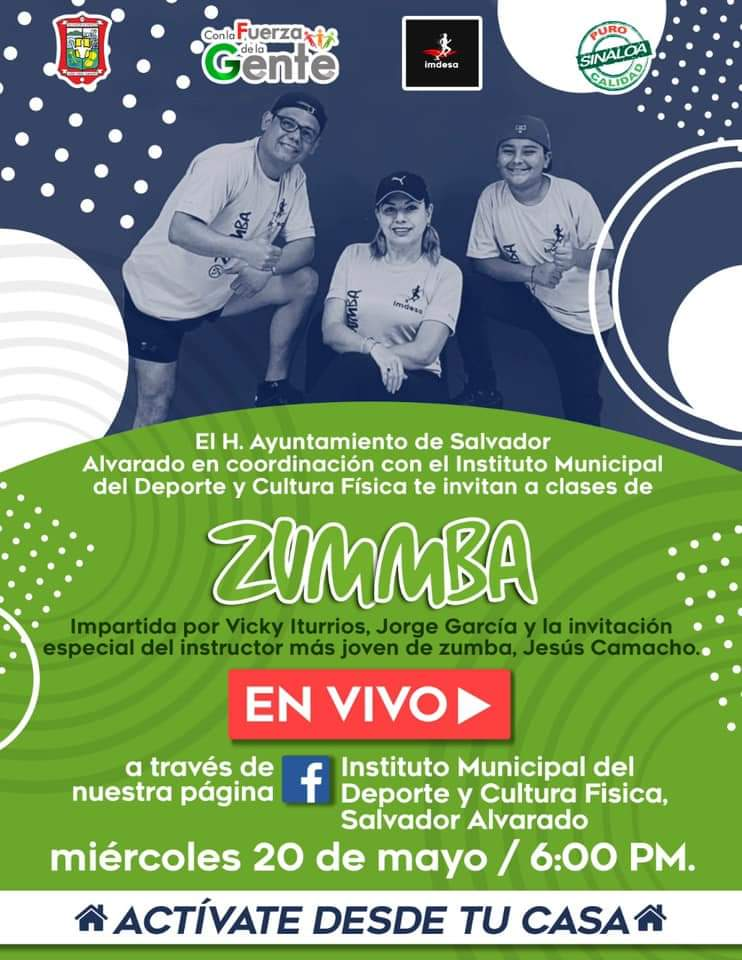 Con la Fuerza
de la
Gente
imdesa
PURO
SINALOA
CALIDAD
ZUMMBA
imdesa
El H. Ayuntamiento de Salvador
Alvarado en coordinación con el Instituto Municipal
del Deporte y Cultura Física te invitan a clases de
ZUMMBA
Impartida por Vicky Iturrios, Jorge García y la invitación
especial del instructor más joven de zumba, Jesús Camacho.
EN VIVO
a través de
nuestra página
f
Instituto Municipal del
Deporte y Cultura Fisica,
Salvador Alvarado
miércoles 20 de mayo / 6:00 PM.
ACTÍVATE DESDE TU CASA